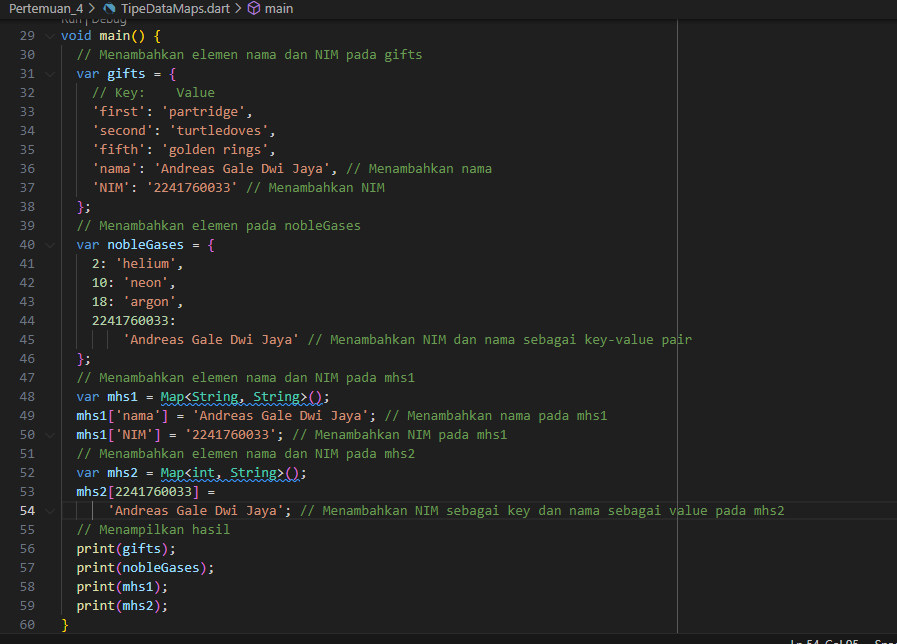 Pertemuan_4 > TipeDataMaps.dart > main
Run | Debug
29 void main() {
30 // Menambahkan elemen nama dan NIM pada gifts
31 var gifts = {
32 // Key:    Value
33 'first': 'partridge',
34 'second': 'turtledoves',
35 'fifth': 'golden rings',
36 'nama': 'Andreas Gale Dwi Jaya', // Menambahkan nama
37 'NIM': '2241760033' // Menambahkan NIM
38 };
39 // Menambahkan elemen pada nobleGases
40 var nobleGases = {
41 2: 'helium',
42 10: 'neon',
43 18: 'argon',
44 2241760033:
45 'Andreas Gale Dwi Jaya' // Menambahkan NIM dan nama sebagai key-value pair
46 };
47 // Menambahkan elemen nama dan NIM pada mhs1
48 var mhs1 = Map<String, String>();
49 mhs1['nama'] = 'Andreas Gale Dwi Jaya'; // Menambahkan nama pada mhs1
50 mhs1['NIM'] = '2241760033'; // Menambahkan NIM pada mhs1
51 // Menambahkan elemen nama dan NIM pada mhs2
52 var mhs2 = Map<int, String>();
53 mhs2[2241760033] =
54 'Andreas Gale Dwi Jaya'; // Menambahkan NIM sebagai key dan nama sebagai value pada mhs2
55 // Menampilkan hasil
56 print(gifts);
57 print(nobleGases);
58 print(mhs1);
59 print(mhs2);
60 }